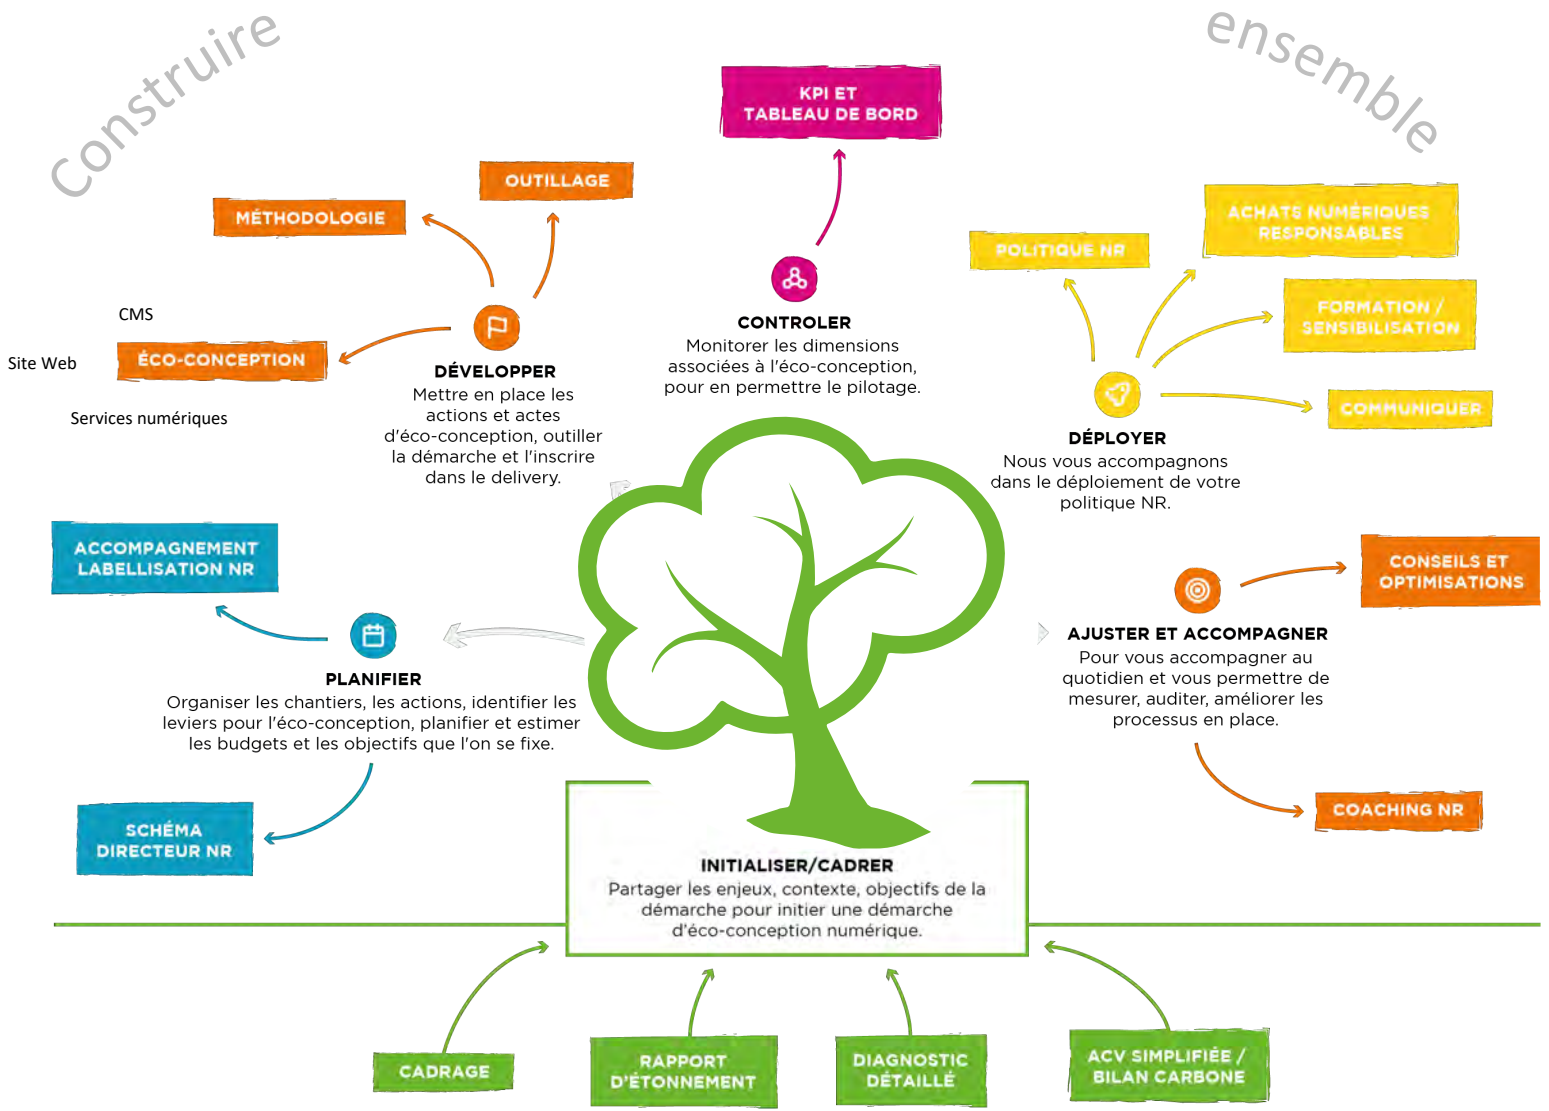 Construire
ensemble
KPI ET
TABLEAU DE BORD
OUTILLAGE
MÉTHODOLOGIE
CMS
Site Web
ÉCO-CONCEPTION
Services numériques
DÉVELOPPER
Mettre en place les
actions et actes
d'éco-conception, outiller
la démarche et l'inscrire
dans le delivery.
CONTROLER
Monitorer les dimensions
associées à l'éco-conception,
pour en permettre le pilotage.
POLITIQUE NR
ACHATS NUMÉRIQUES
RESPONSABLES
FORMATION /
SENSIBILISATION
COMMUNIQUER
DÉPLOYER
Nous vous accompagnons
dans le déploiement de votre
politique NR.
ACCOMPAGNEMENT
LABELLISATION NR
PLANIFIER
Organiser les chantiers, les actions, identifier les
leviers pour l'éco-conception, planifier et estimer
les budgets et les objectifs que l'on se fixe.
SCHÉMA
DIRECTEUR NR
CONSEILS ET
OPTIMISATIONS
AJUSTER ET ACCOMPAGNER
Pour vous accompagner au
quotidien et vous permettre de
mesurer, auditer, améliorer les
processus en place.
COACHING NR
INITIALISER/CADRER
Partager les enjeux, contexte, objectifs de la
démarche pour initier une démarche
d'éco-conception numérique.
CADRAGE
RAPPORT
D'ÉTONNEMENT
DIAGNOSTIC
DÉTAILLÉ
ACV SIMPLIFIÉE /
BILAN CARBONE